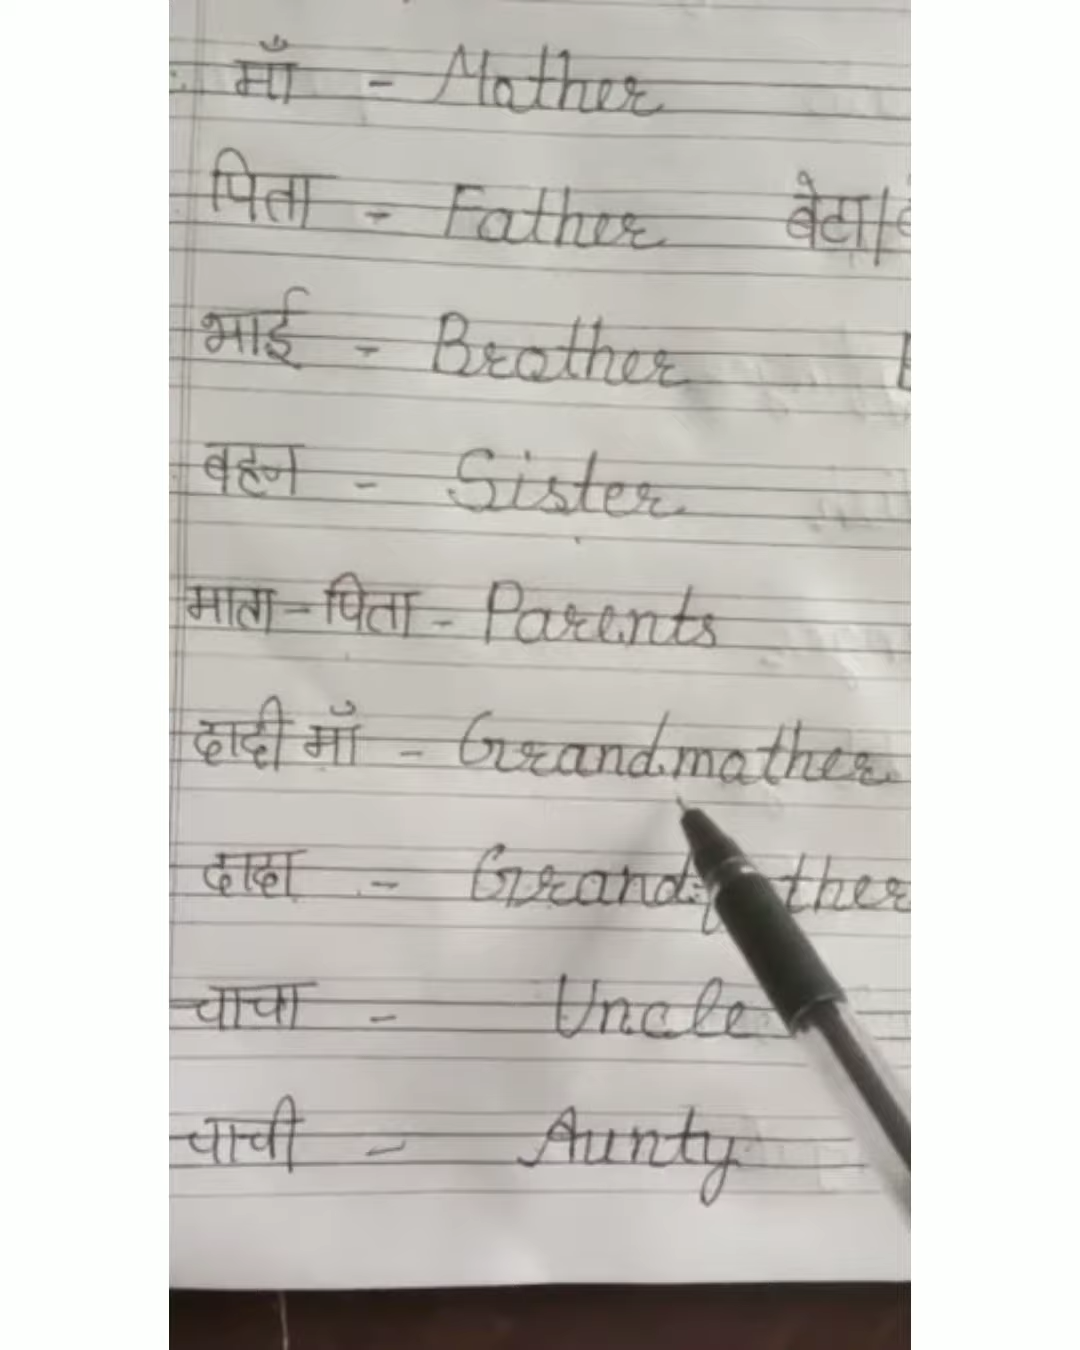 माँ - Mother
पिता - Father बेटा/
भाई - Brother
बहन - Sister
माता-पिता - Parents
दादी माँ - Grandmother
दादा - Grandfather
चाचा - Uncle
चाची - Aunty